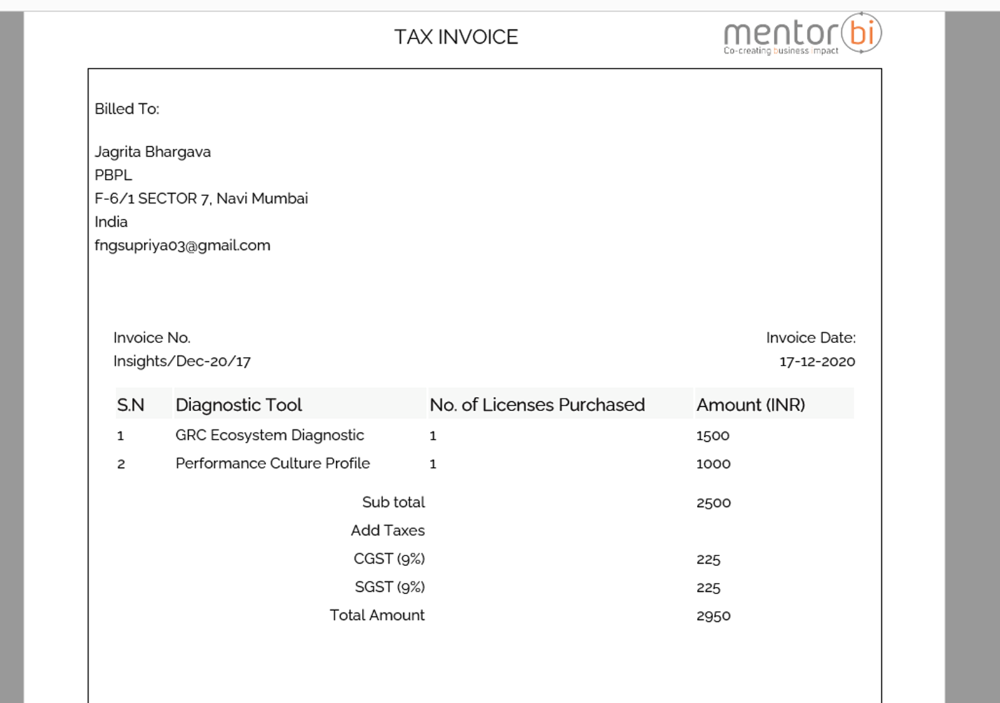 TAX INVOICE
mentor bi
Co-creating business impact
Billed To:
Jagrita Bhargava
PBPL
F-6/1 SECTOR 7, Navi Mumbai
India
fngsupriya03@gmail.com
Invoice No. Invoice Date:
Insights/Dec-20/17 17-12-2020
S.N Diagnostic Tool No. of Licenses Purchased Amount (INR)
1 GRC Ecosystem Diagnostic 1 1500
2 Performance Culture Profile 1 1000
Sub total 2500
Add Taxes
CGST (9%) 225
SGST (9%) 225
Total Amount 2950